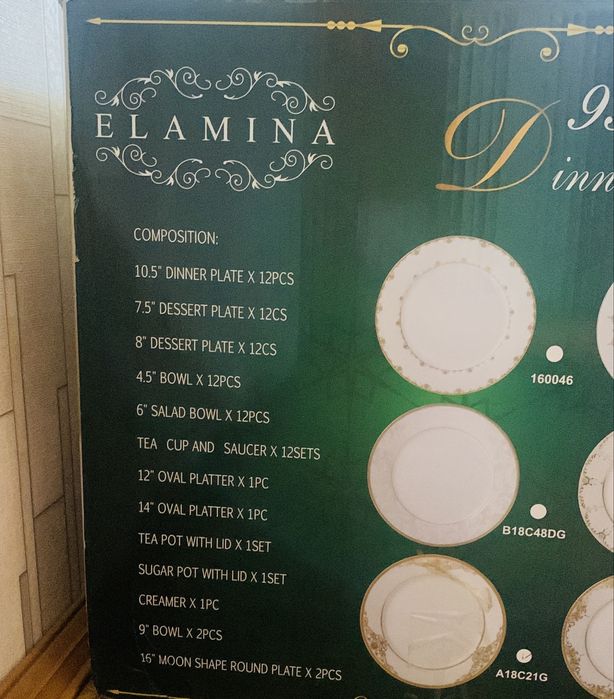 ELAMINA
COMPOSITION:
10.5" DINNER PLATE X 12PCS
7.5" DESSERT PLATE X 12CS
8" DESSERT PLATE X 12CS
4.5" BOWL X 12PCS
6" SALAD BOWL X 12PCS
TEA CUP AND SAUCER X 12SETS
12" OVAL PLATTER X 1PC
14" OVAL PLATTER X 1PC
TEA POT WITH LID X 1SET
SUGAR POT WITH LID X 1SET
CREAMER X 1PC
9" BOWL X 2PCS
16" MOON SHAPE ROUND PLATE X 2PCS
Dinn
160046
B18C48DG
A18C21G